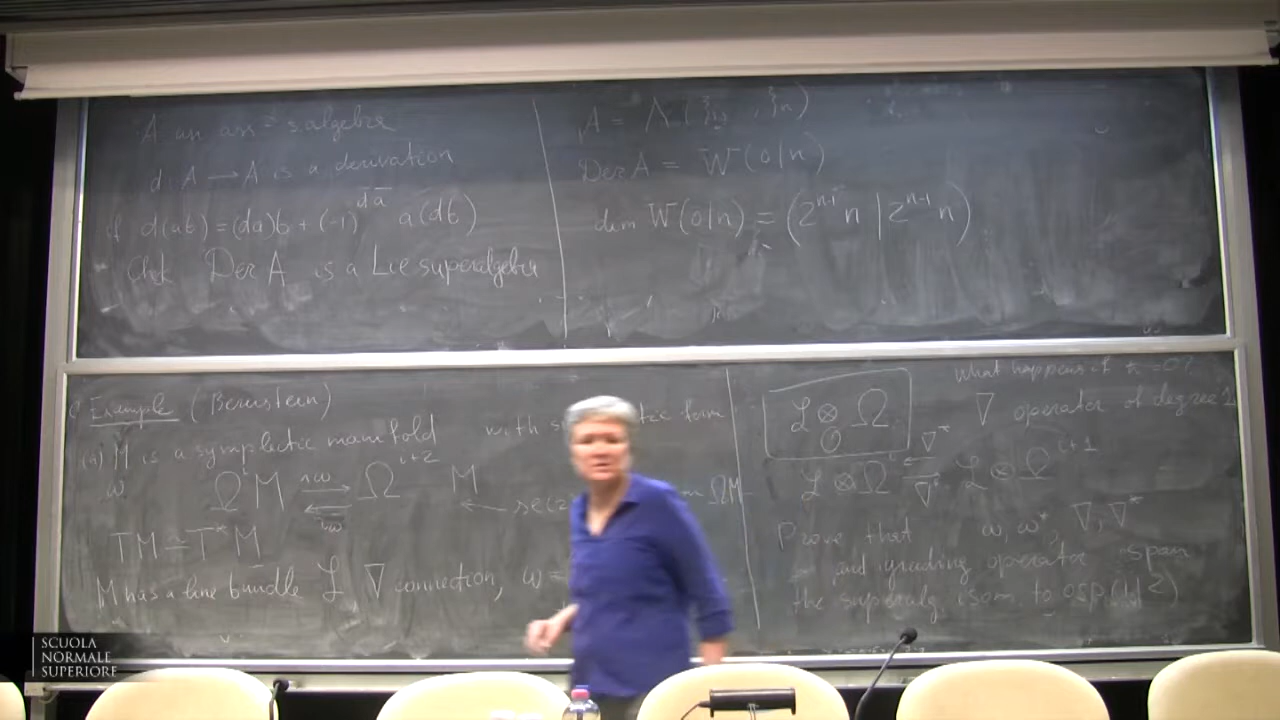 A an ass. salgebra
d: A → A is a derivation
if d(ab) = (da)b + (-1)^{d̄ ā} a(db)
Der A is a Lie superalgebra
A = Λ(ξ₁, , ξn)
Der A = W(0|n)
dim W(0|n) = (2^{n-1} n | 2^{n-1} n)
Example (Bernstein)
M is a symplectic manifold with form
ω
Ω^i M ⇄ Ω^{i+2} M
∧ω
TM ≃ T*M
M has a line bundle ℒ ∇ connection, ω =
what happens if ħ = 0?
ℒ ⊗ Ω
O
∇ operator of degree 1
ℒ ⊗ Ω^i ⇄ ℒ ⊗ Ω^{i+1}
∇*
∇
Prove that ω, ω*, ∇, ∇*
and grading operator span
the superalg. isom to osp(1|2)
SCUOLA
NORMALE
SUPERIORE